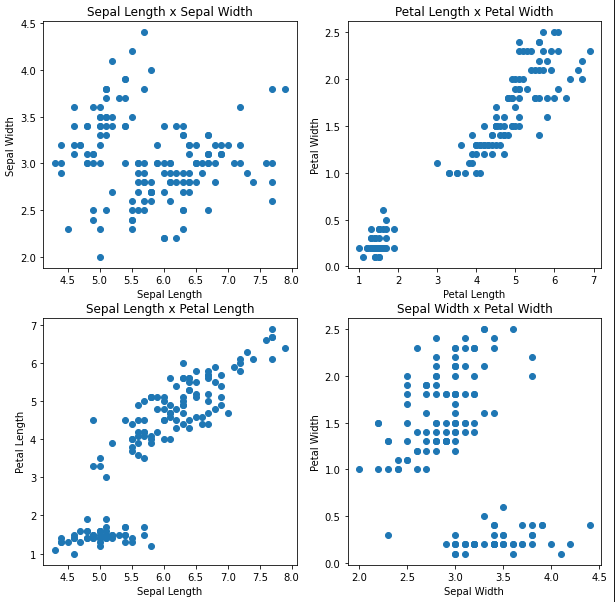 Sepal Length x Sepal Width
4.5
4.0
3.5
3.0
2.5
2.0
Sepal Width
4.5 5.0 5.5 6.0 6.5 7.0 7.5 8.0
Sepal Length
Petal Length x Petal Width
2.5
2.0
1.5
1.0
0.5
0.0
Petal Width
1 2 3 4 5 6 7
Petal Length
Sepal Length x Petal Length
7
6
5
4
3
2
1
Petal Length
4.5 5.0 5.5 6.0 6.5 7.0 7.5 8.0
Sepal Length
Sepal Width x Petal Width
2.5
2.0
1.5
1.0
0.5
0.0
Petal Width
2.0 2.5 3.0 3.5 4.0 4.5
Sepal Width